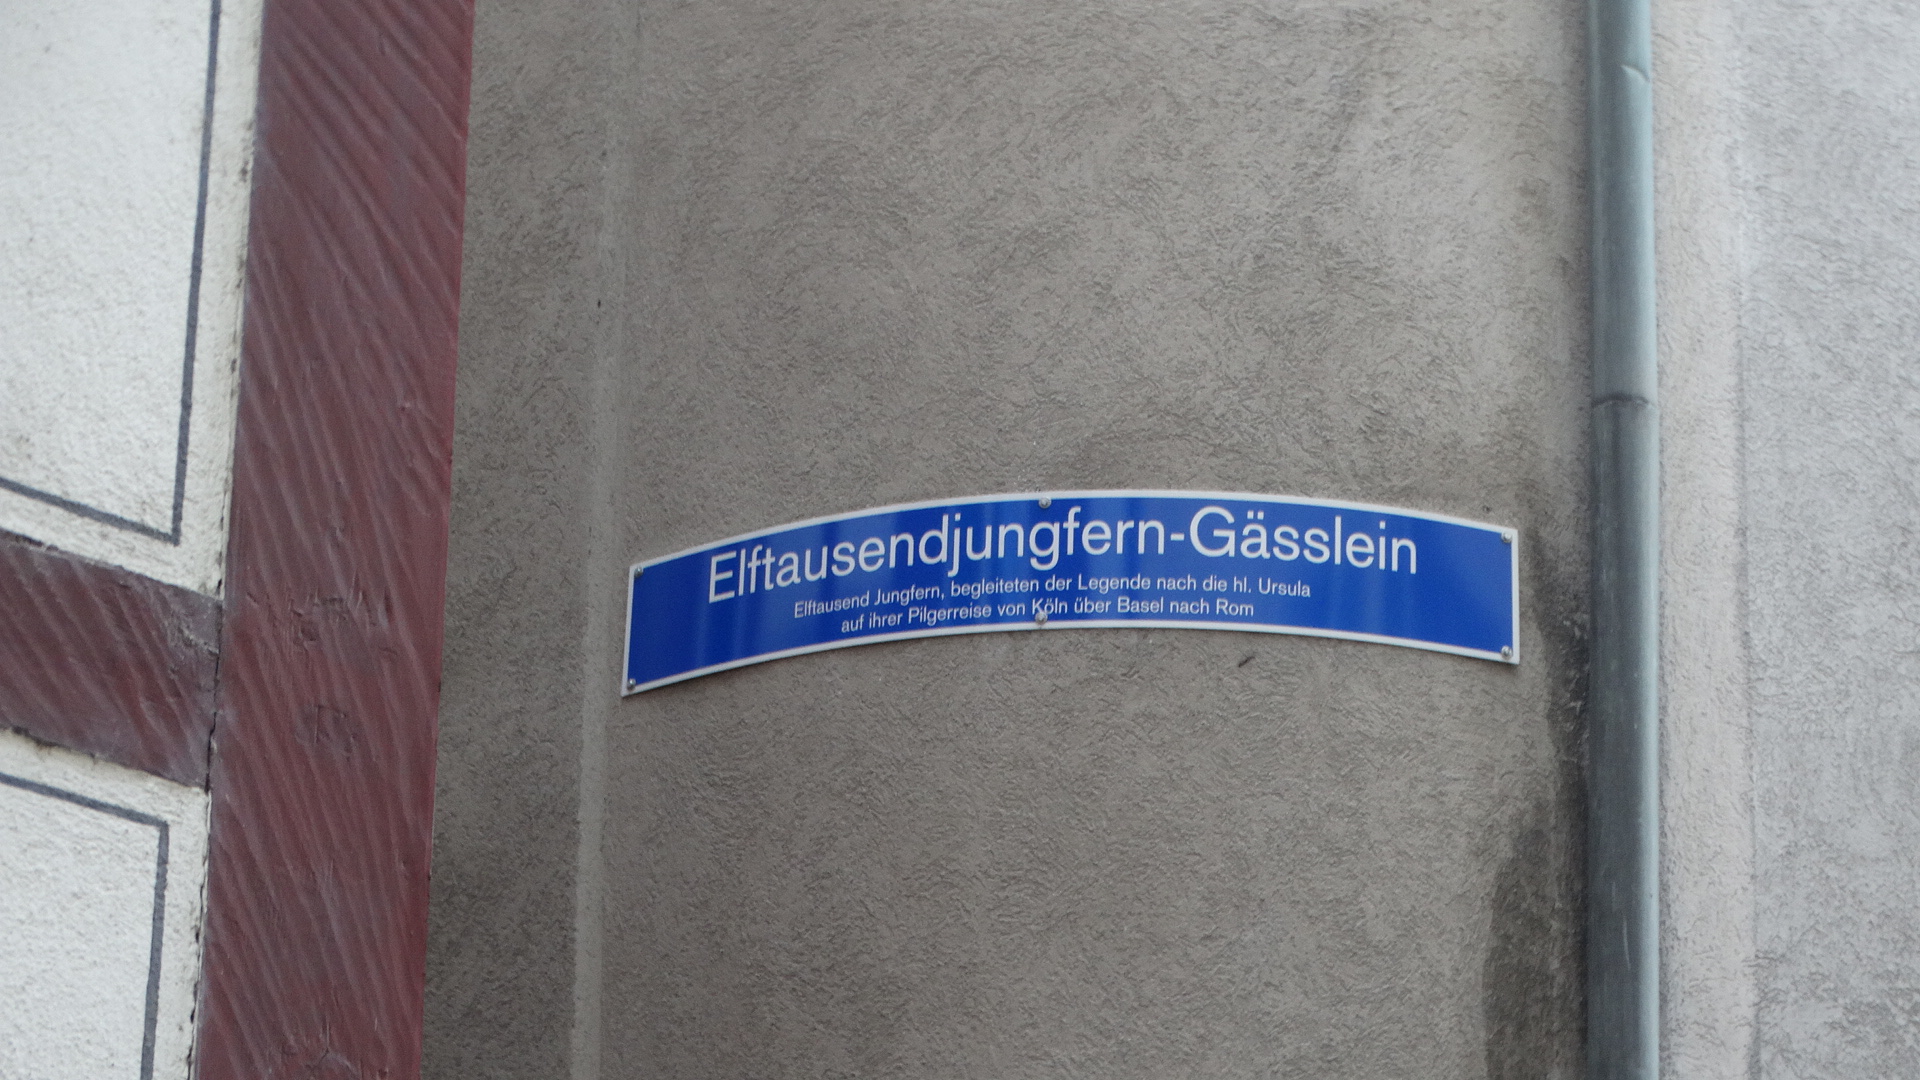 Elftausendjungfern-Gässlein
Elftausend Jungfern, begleiteten der Legende nach die hl. Ursula
auf ihrer Pilgerreise von Köln über Basel nach Rom